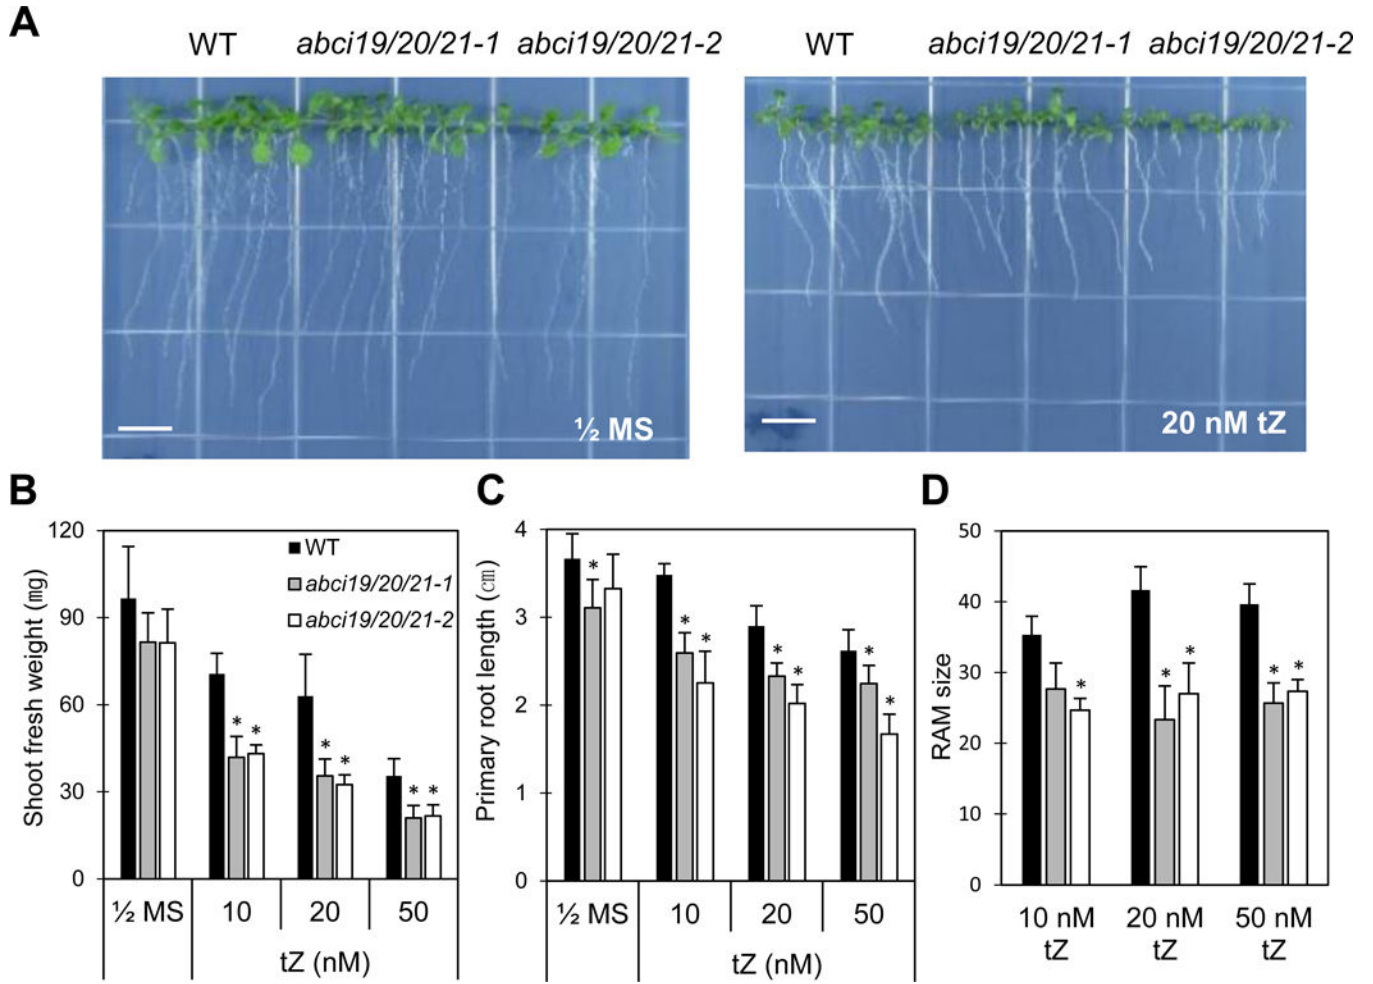 A
WT abci19/20/21-1 abci19/20/21-2 WT abci19/20/21-1 abci19/20/21-2
½ MS
20 nM tZ
B
Shoot fresh weight (㎎)
120
90
60
30
0
WT
abci19/20/21-1
abci19/20/21-2
* * * * * *
½ MS 10 20 50
tZ (nM)
C
Primary root length (㎝)
4
3
2
1
0
* * * * * * *
½ MS 10 20 50
tZ (nM)
D
RAM size
50
40
30
20
10
0
* * * * *
10 nM 20 nM 50 nM
tZ tZ tZ